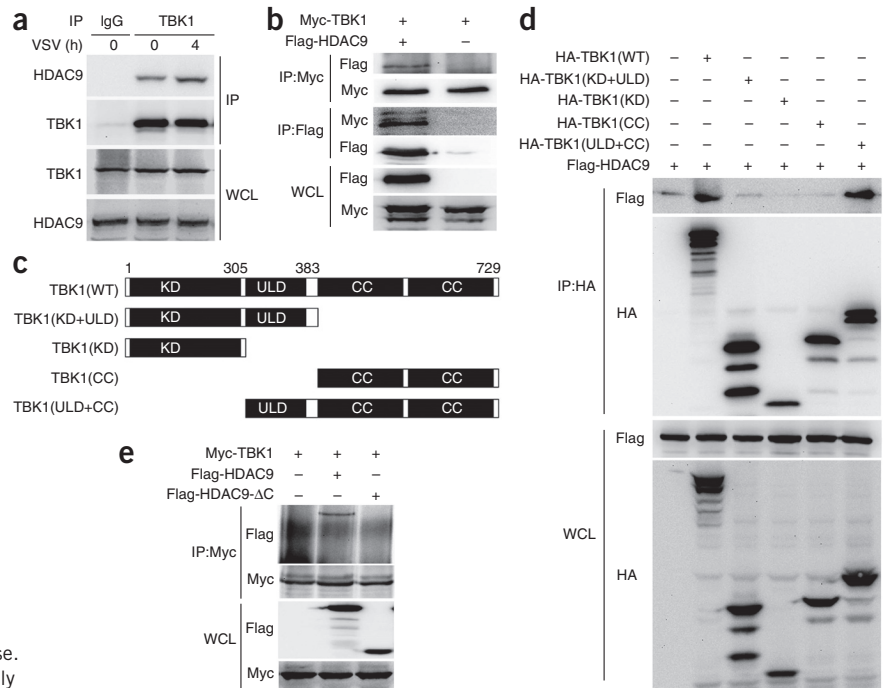 a
IP IgG TBK1
VSV (h) 0 0 4
HDAC9
TBK1
IP
TBK1
HDAC9
WCL
b
Myc-TBK1 + +
Flag-HDAC9 + –
IP:Myc
Flag
Myc
IP:Flag
Myc
Flag
WCL
Flag
Myc
c
1 305 383 729
TBK1(WT) KD ULD CC CC
TBK1(KD+ULD) KD ULD
TBK1(KD) KD
TBK1(CC) CC CC
TBK1(ULD+CC) ULD CC CC
d
HA-TBK1(WT) – + – – – –
HA-TBK1(KD+ULD) – – + – – –
HA-TBK1(KD) – – – + – –
HA-TBK1(CC) – – – – + –
HA-TBK1(ULD+CC) – – – – – +
Flag-HDAC9 + + + + + +
IP:HA
Flag
HA
WCL
Flag
HA
e
Myc-TBK1 + + +
Flag-HDAC9 – + –
Flag-HDAC9-ΔC – – +
IP:Myc
Flag
Myc
WCL
Flag
Myc
se.
ly